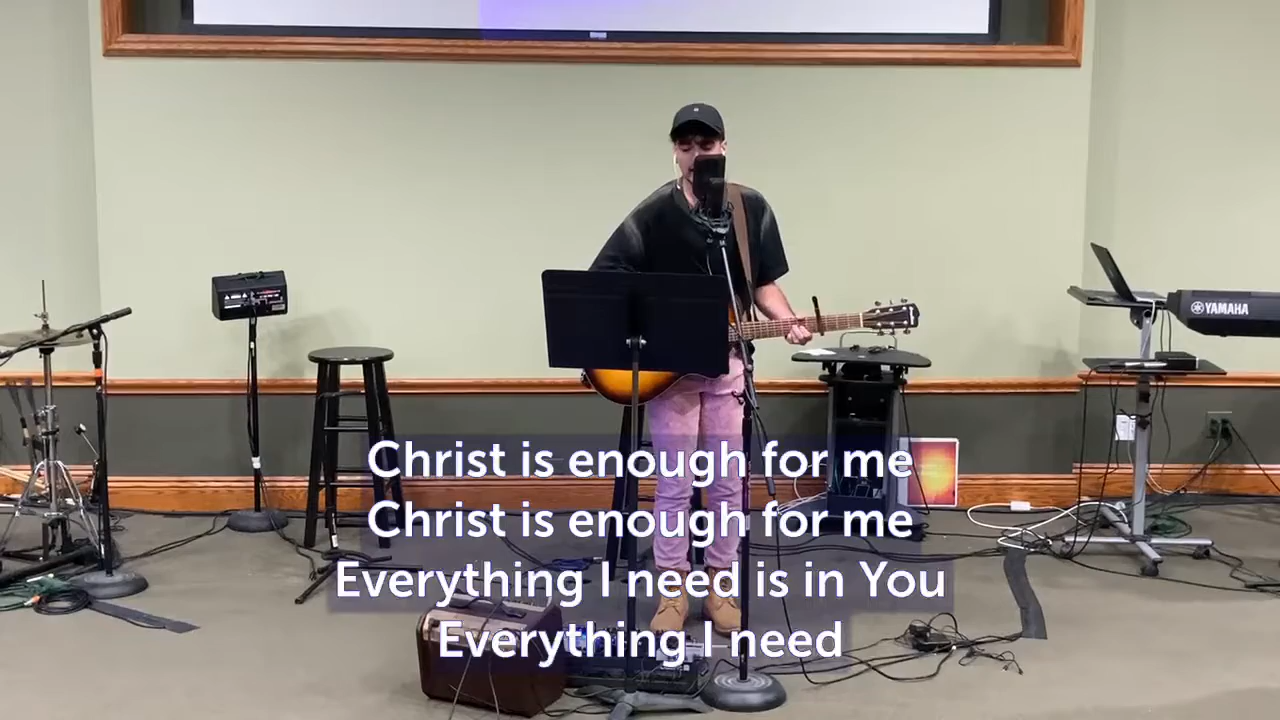 YAMAHA
Christ is enough for me
Christ is enough for me
Everything I need is in You
Everything I need